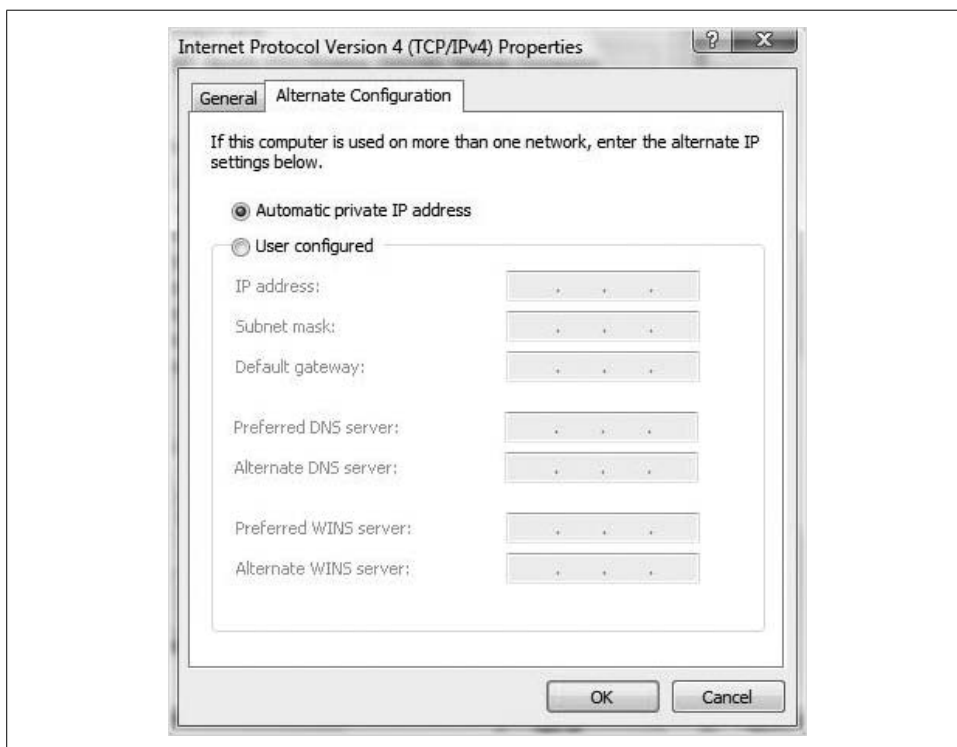 Internet Protocol Version 4 (TCP/IPv4) Properties
General
Alternate Configuration
If this computer is used on more than one network, enter the alternate IP
settings below.
Automatic private IP address
User configured
IP address:
Subnet mask:
Default gateway:
Preferred DNS server:
Alternate DNS server:
Preferred WINS server:
Alternate WINS server:
OK
Cancel